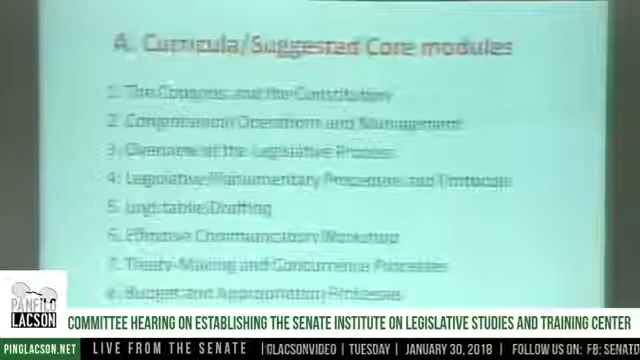 A. Curricula/Suggested Core modules
1. The Congress and the Constitution
2. Congressional Operations and Management
3. Overview of the Legislative Process
4. Legislative/Parliamentary Procedure and Protocols
5. Drafting
6. Effective Communication Workshop
7. Treaty-Making and Concurrence Processes
8. Budget and Appropriation Processes
PANFILO
LACSON
COMMITTEE HEARING ON ESTABLISHING THE SENATE INSTITUTE ON LEGISLATIVE STUDIES AND TRAINING CENTER
PINGLACSON.NET LIVE FROM THE SENATE LACSONVIDEO | TUESDAY | JANUARY 30, 2018 | FOLLOW US ON: FB: SENAT